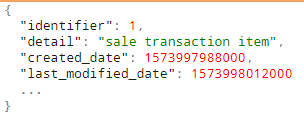 {
"identifier": 1,
"detail": "sale transaction item",
"created_date": 1573997988000,
"last_modified_date": 1573998012000
...
}